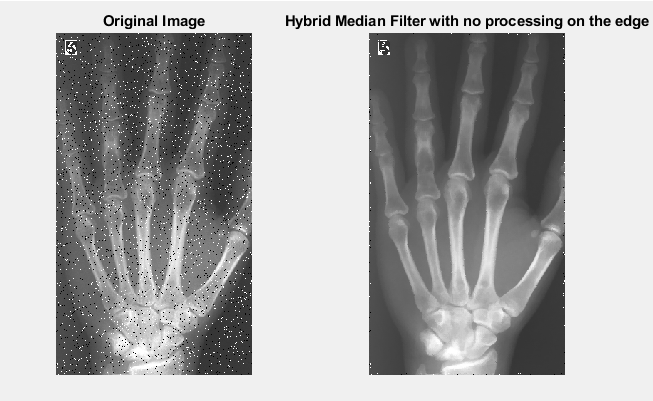 Original Image
Hybrid Median Filter with no processing on the edge